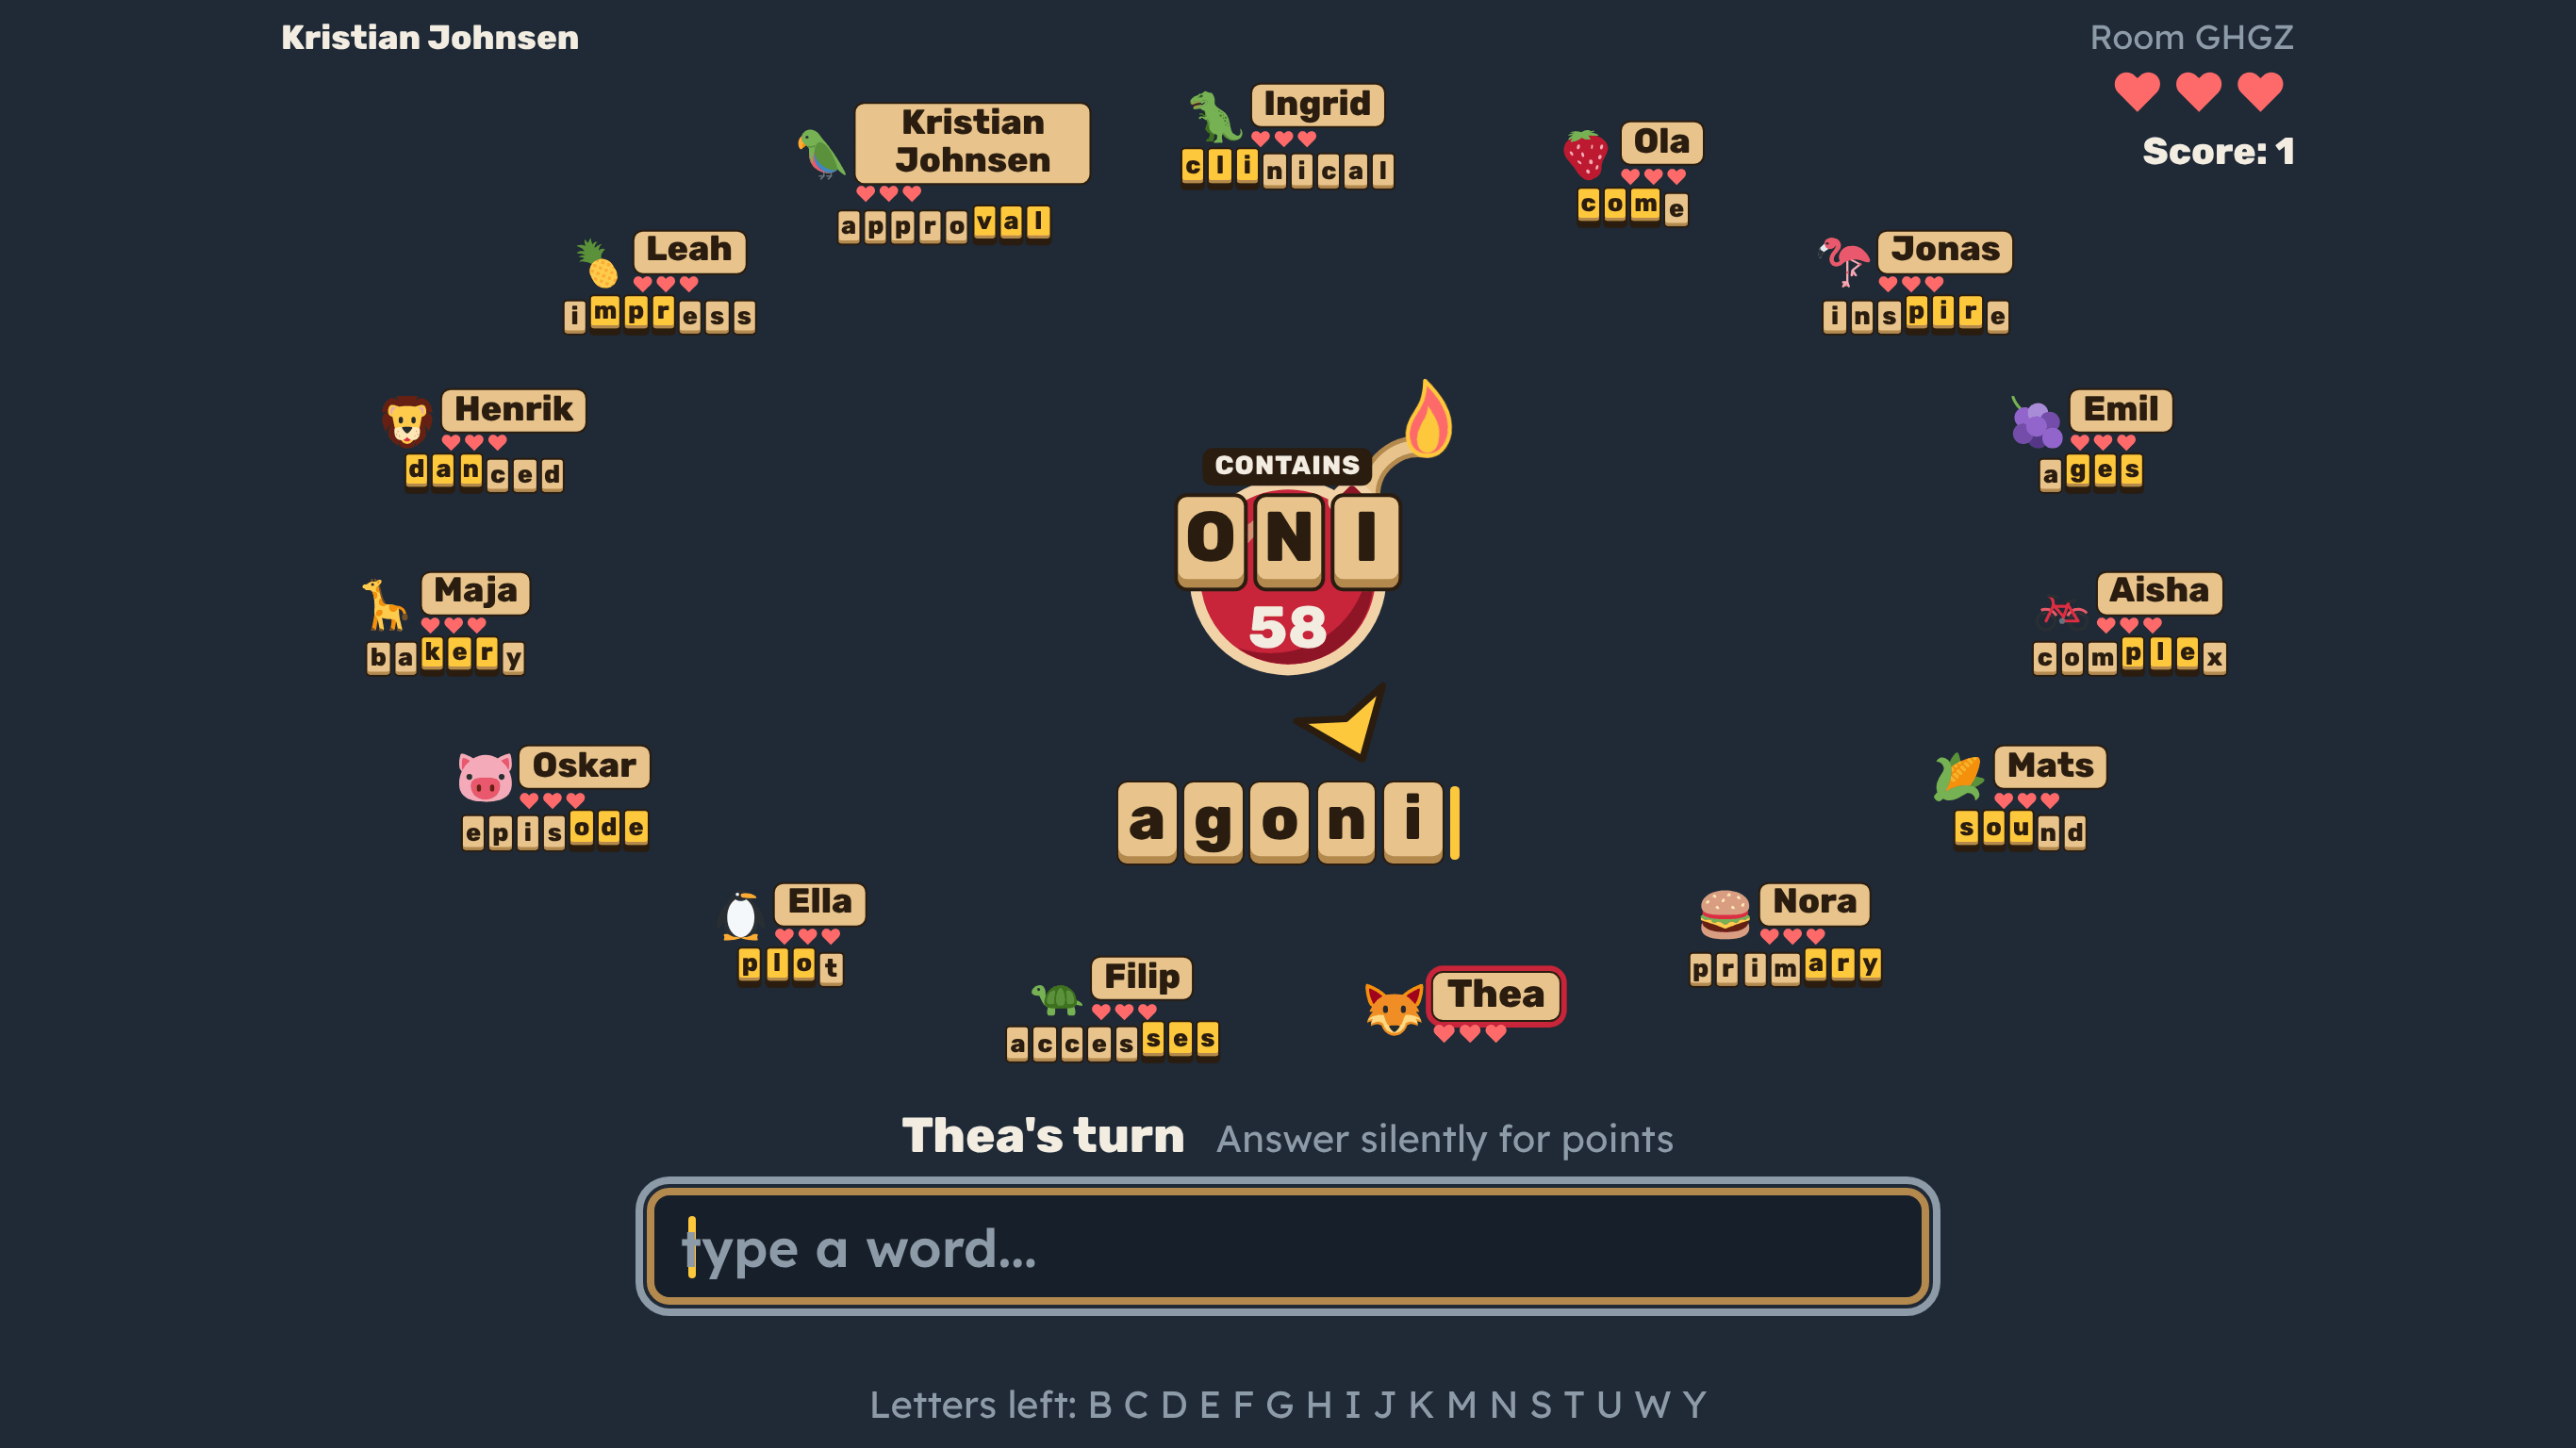 Kristian Johnsen
Room GHGZ
Score: 1
Kristian
Johnsen
approval
Ingrid
clinical
Ola
come
Leah
impress
Jonas
inspire
Henrik
danced
Emil
ages
CONTAINS
ONI
58
Maja
bakery
Aisha
complex
Oskar
episode
agoni
Mats
sound
Ella
plot
Nora
primary
Filip
accesses
Thea
Thea's turn Answer silently for points
type a word...
Letters left: B C D E F G H I J K M N S T U W Y